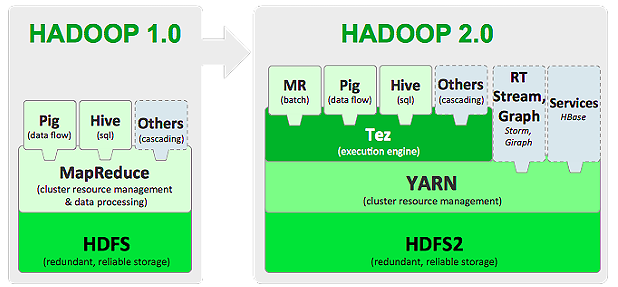 HADOOP 1.0
Pig
(data flow)
Hive
(sql)
Others
(cascading)
MapReduce
(cluster resource management
& data processing)
HDFS
(redundant, reliable storage)
HADOOP 2.0
MR
(batch)
Pig
(data flow)
Hive
(sql)
Others
(cascading)
RT
Stream,
Graph
Storm,
Giraph
Services
HBase
Tez
(execution engine)
YARN
(cluster resource management)
HDFS2
(redundant, reliable storage)